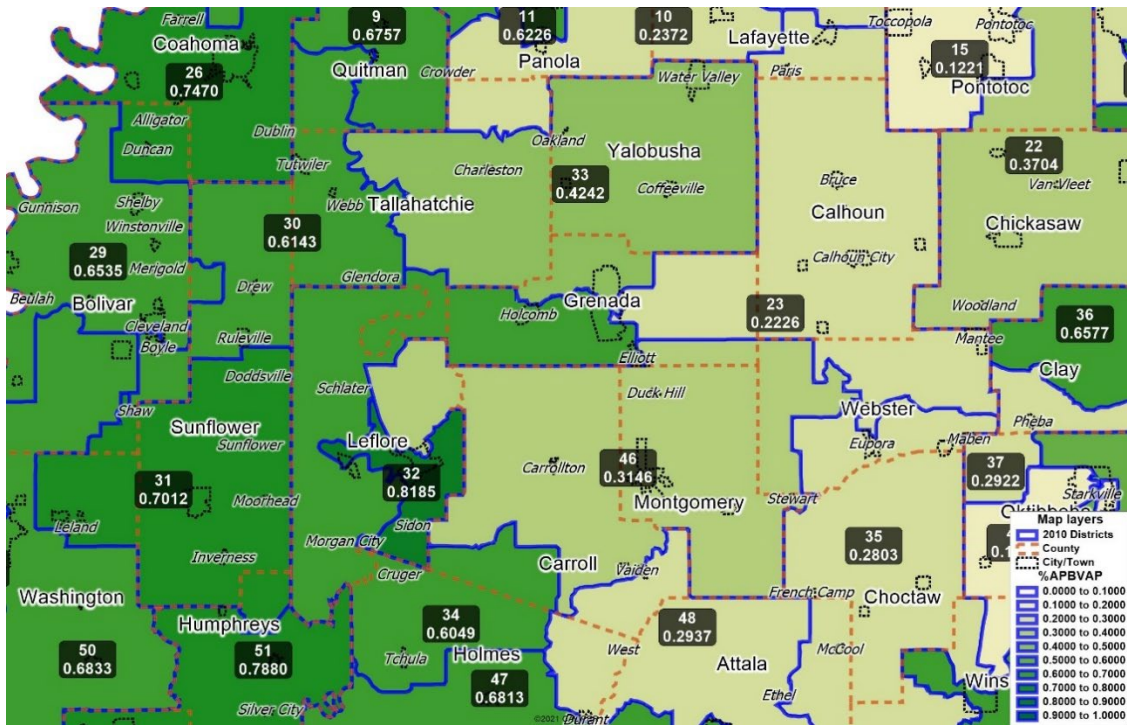 Farrell
Coahoma
26
0.7470
9
0.6757
Quitman
Crowder
11
0.6226
Panola
10
0.2372
Lafayette
Toccopola
Pontotoc
15
0.1221
Pontotoc
Water Valley
Paris
Alligator
Duncan
Dublin
Tutwiler
Oakland
Yalobusha
Charleston
33
0.4242
Coffeeville
Bruce
22
0.3704
Van Vleet
Gunnison
Shelby
Winstonville
Webb
Tallahatchie
Calhoun
Chickasaw
30
0.6143
29
0.6535
Merigold
Calhoun City
Beulah
Bolivar
Drew
Glendora
Holcomb
Grenada
23
0.2226
Woodland
36
0.6577
Cleveland
Boyle
Ruleville
Elliott
Mantee
Clay
Doddsville
Schlater
Duck Hill
Webster
Shaw
Sunflower
Sunflower
Leflore
Eupora
Maben
Pheba
32
0.8185
Carrollton
46
0.3146
Montgomery
37
0.2922
31
0.7012
Moorhead
Stewart
Starkville
Leland
Sidon
35
0.2803
Morgan City
Inverness
Cruger
Carroll
Vaiden
French Camp
Choctaw
Washington
Humphreys
34
0.6049
48
0.2937
50
0.6833
51
0.7880
Tchula
Holmes
West
Attala
McCool
47
0.6813
Silver City
Ethel
Durant
Wins
©2021
Map layers
2010 Districts
County
City/Town
%APBVAP
0.0000 to 0.1000
0.1000 to 0.2000
0.2000 to 0.3000
0.3000 to 0.4000
0.4000 to 0.5000
0.5000 to 0.6000
0.6000 to 0.7000
0.7000 to 0.8000
0.8000 to 0.9000
0.9000 to 1.0000